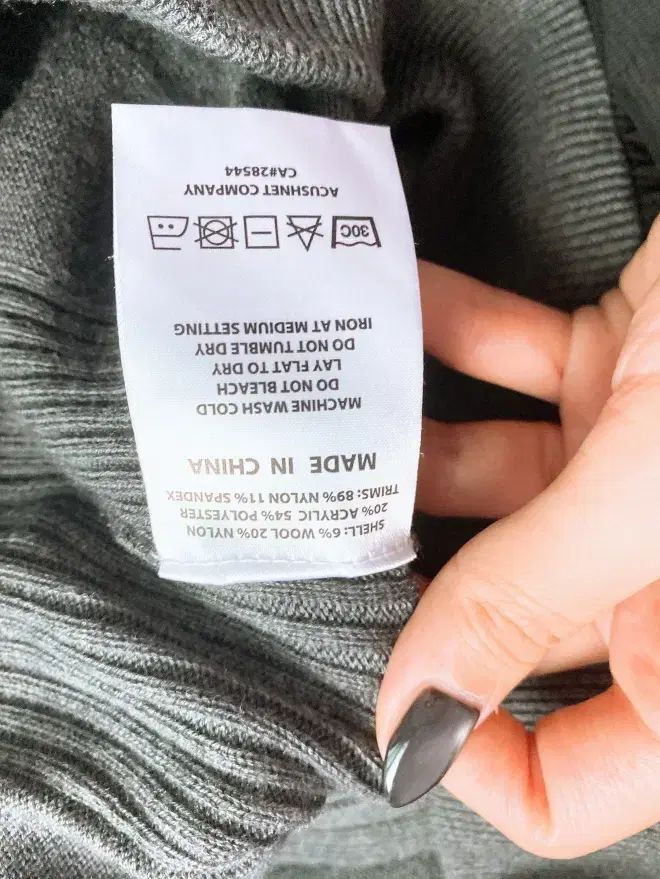 SHELL: 6% WOOL 20% NYLON
20% ACRYLIC 54% POLYESTER
TRIMS: 89% NYLON 11% SPANDEX
MADE IN CHINA
MACHINE WASH COLD
DO NOT BLEACH
LAY FLAT TO DRY
DO NOT TUMBLE DRY
IRON AT MEDIUM SETTING
30C
ACUSHNET COMPANY
CA#28544